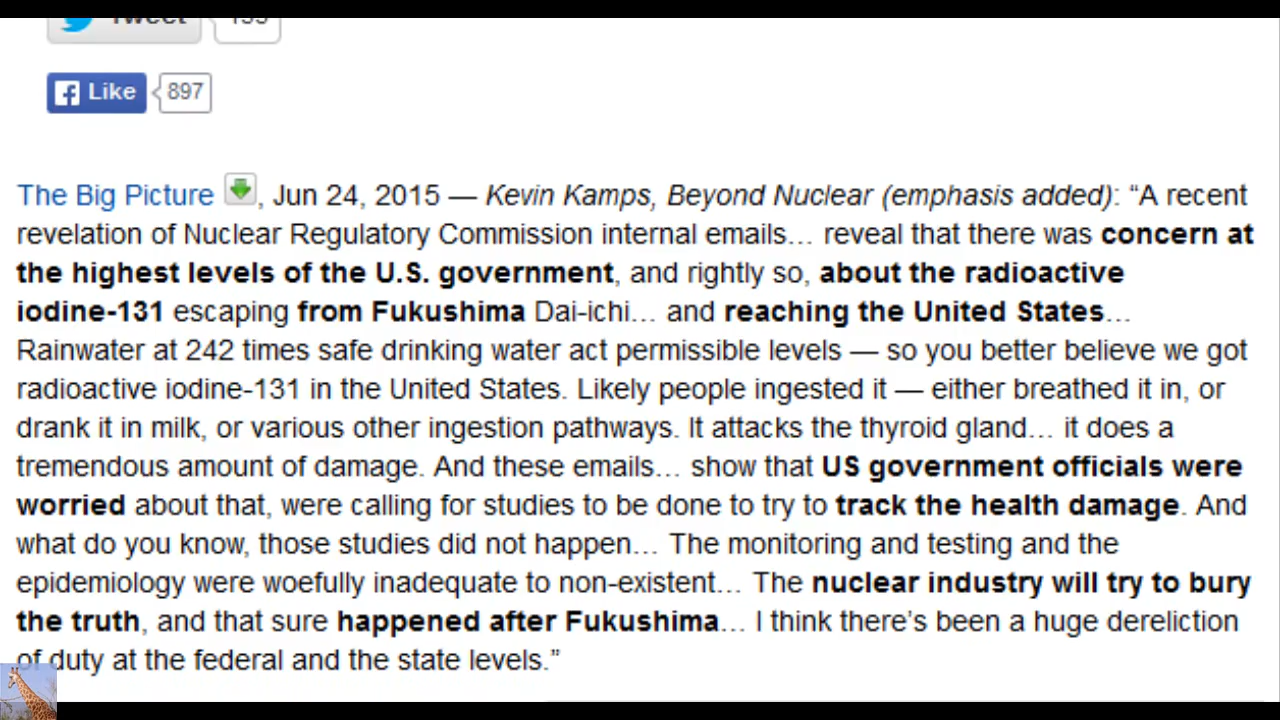 Tweet
Like 897
The Big Picture, Jun 24, 2015 — Kevin Kamps, Beyond Nuclear (emphasis added): “A recent
revelation of Nuclear Regulatory Commission internal emails… reveal that there was concern at
the highest levels of the U.S. government, and rightly so, about the radioactive
iodine-131 escaping from Fukushima Dai-ichi… and reaching the United States…
Rainwater at 242 times safe drinking water act permissible levels — so you better believe we got
radioactive iodine-131 in the United States. Likely people ingested it — either breathed it in, or
drank it in milk, or various other ingestion pathways. It attacks the thyroid gland… it does a
tremendous amount of damage. And these emails… show that US government officials were
worried about that, were calling for studies to be done to try to track the health damage. And
what do you know, those studies did not happen… The monitoring and testing and the
epidemiology were woefully inadequate to non-existent… The nuclear industry will try to bury
the truth, and that sure happened after Fukushima… I think there’s been a huge dereliction
of duty at the federal and the state levels.”